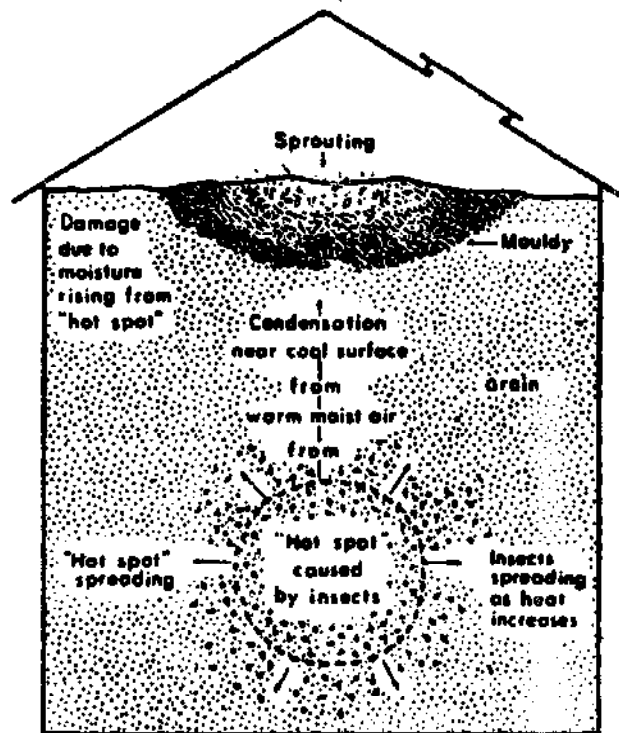 Sprouting
Damage
due to
moisture
rising from
"hot spot"
Mouldy
Condensation
near cool surface
from
warm moist air
from
Grain
"Hot spot"
spreading
"Hot spot"
caused
by insects
Insects
spreading
as heat
increases